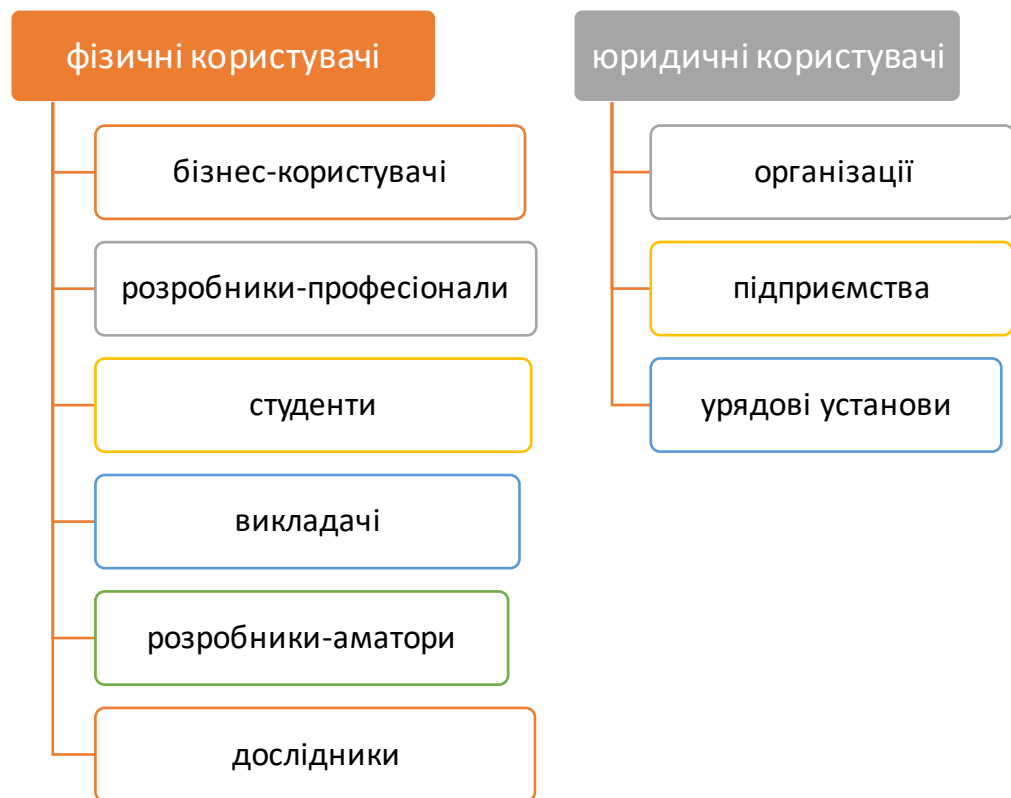 фізичні користувачі
бізнес-користувачі
розробники-професіонали
студенти
викладачі
розробники-аматори
дослідники
юридичні користувачі
організації
підприємства
урядові установи